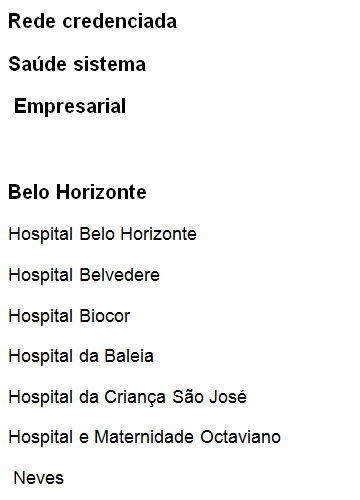 Rede credenciada
Saúde sistema
Empresarial
Belo Horizonte
Hospital Belo Horizonte
Hospital Belvedere
Hospital Biocor
Hospital da Baleia
Hospital da Criança São José
Hospital e Maternidade Octaviano
Neves